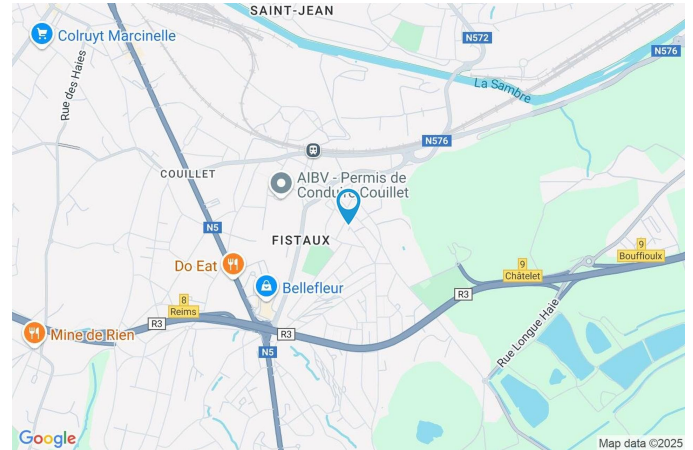 SAINT-JEAN
Colruyt Marcinelle
N572
N576
La Sambre
Rue des Haies
N576
COUILLET
AIBV - Permis de
Conduire Couillet
N5
FISTAUX
9
Bouffioulx
9
Châtelet
Do Eat
Bellefleur
8
Reims
R3
R3
R3
Mine de Rien
N5
Rue Longue Haie
Google
Map data ©2025